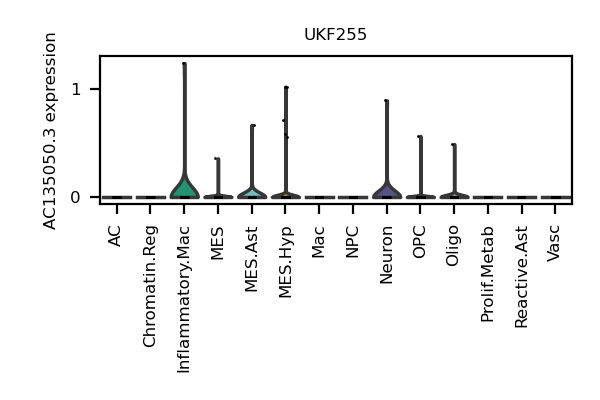 UKF255
AC135050.3 expression
1
0
AC
Chromatin.Reg
Inflammatory.Mac
MES
MES.Ast
MES.Hyp
Mac
NPC
Neuron
OPC
Oligo
Prolif.Metab
Reactive.Ast
Vasc